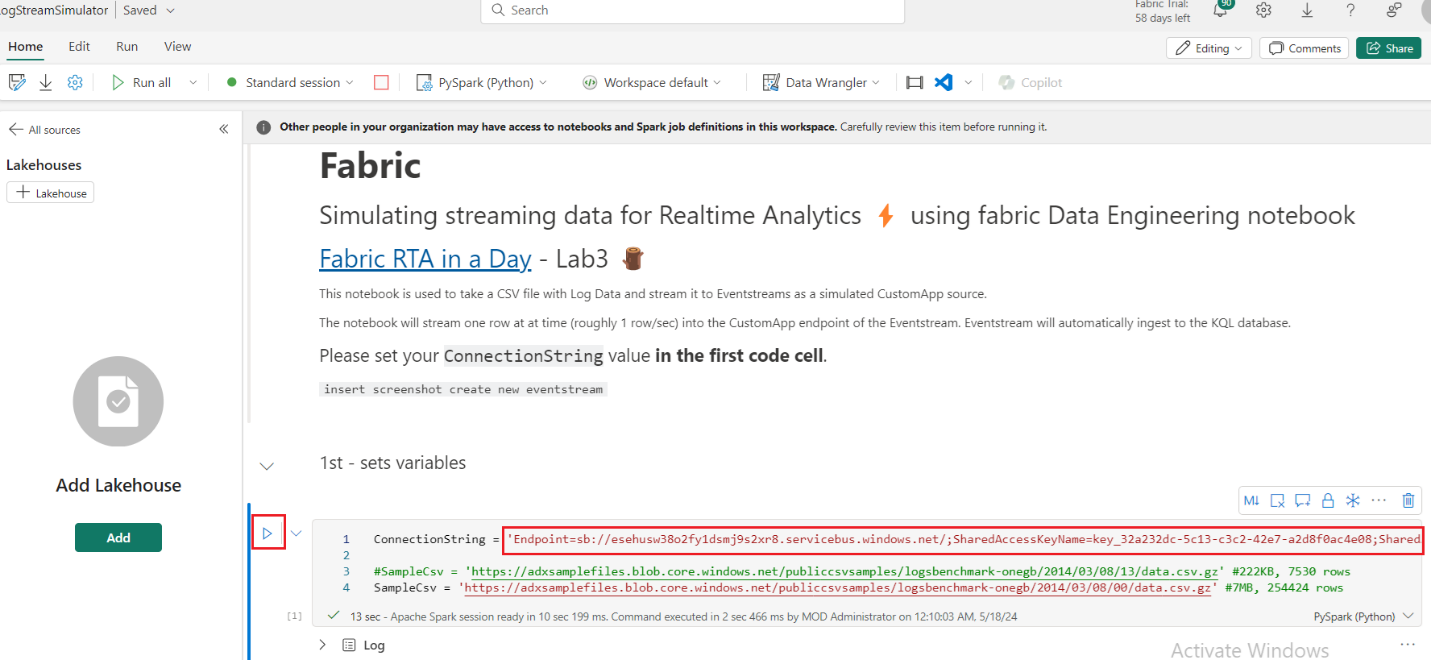 ogStreamSimulator Saved
Search
Fabric Trial:
58 days left
90
Home Edit Run View
Editing Comments Share
Run all Standard session PySpark (Python) Workspace default Data Wrangler Copilot
All sources
Other people in your organization may have access to notebooks and Spark job definitions in this workspace. Carefully review this item before running it.
Lakehouses
Lakehouse
Add Lakehouse
Add
Fabric
Simulating streaming data for Realtime Analytics ⚡ using fabric Data Engineering notebook
Fabric RTA in a Day - Lab3 🪵
This notebook is used to take a CSV file with Log Data and stream it to Eventstreams as a simulated CustomApp source.
The notebook will stream one row at at time (roughly 1 row/sec) into the CustomApp endpoint of the Eventstream. Eventstream will automatically ingest to the KQL database.
Please set your ConnectionString value in the first code cell.
insert screenshot create new eventstream
1st - sets variables
M↓
1 ConnectionString = 'Endpoint=sb://esehusw38o2fy1dsmj9s2xr8.servicebus.windows.net/;SharedAccessKeyName=key_32a232dc-5c13-c3c2-42e7-a2d8f0ac4e08;Shared
2
3 #SampleCsv = 'https://adxsamplefiles.blob.core.windows.net/publiccsvsamples/logsbenchmark-onegb/2014/03/08/13/data.csv.gz' #222KB, 7530 rows
4 SampleCsv = 'https://adxsamplefiles.blob.core.windows.net/publiccsvsamples/logsbenchmark-onegb/2014/03/08/00/data.csv.gz' #7MB, 254424 rows
[1] 13 sec - Apache Spark session ready in 10 sec 199 ms. Command executed in 2 sec 466 ms by MOD Administrator on 12:10:03 AM, 5/18/24 PySpark (Python)
Log
Activate Windows